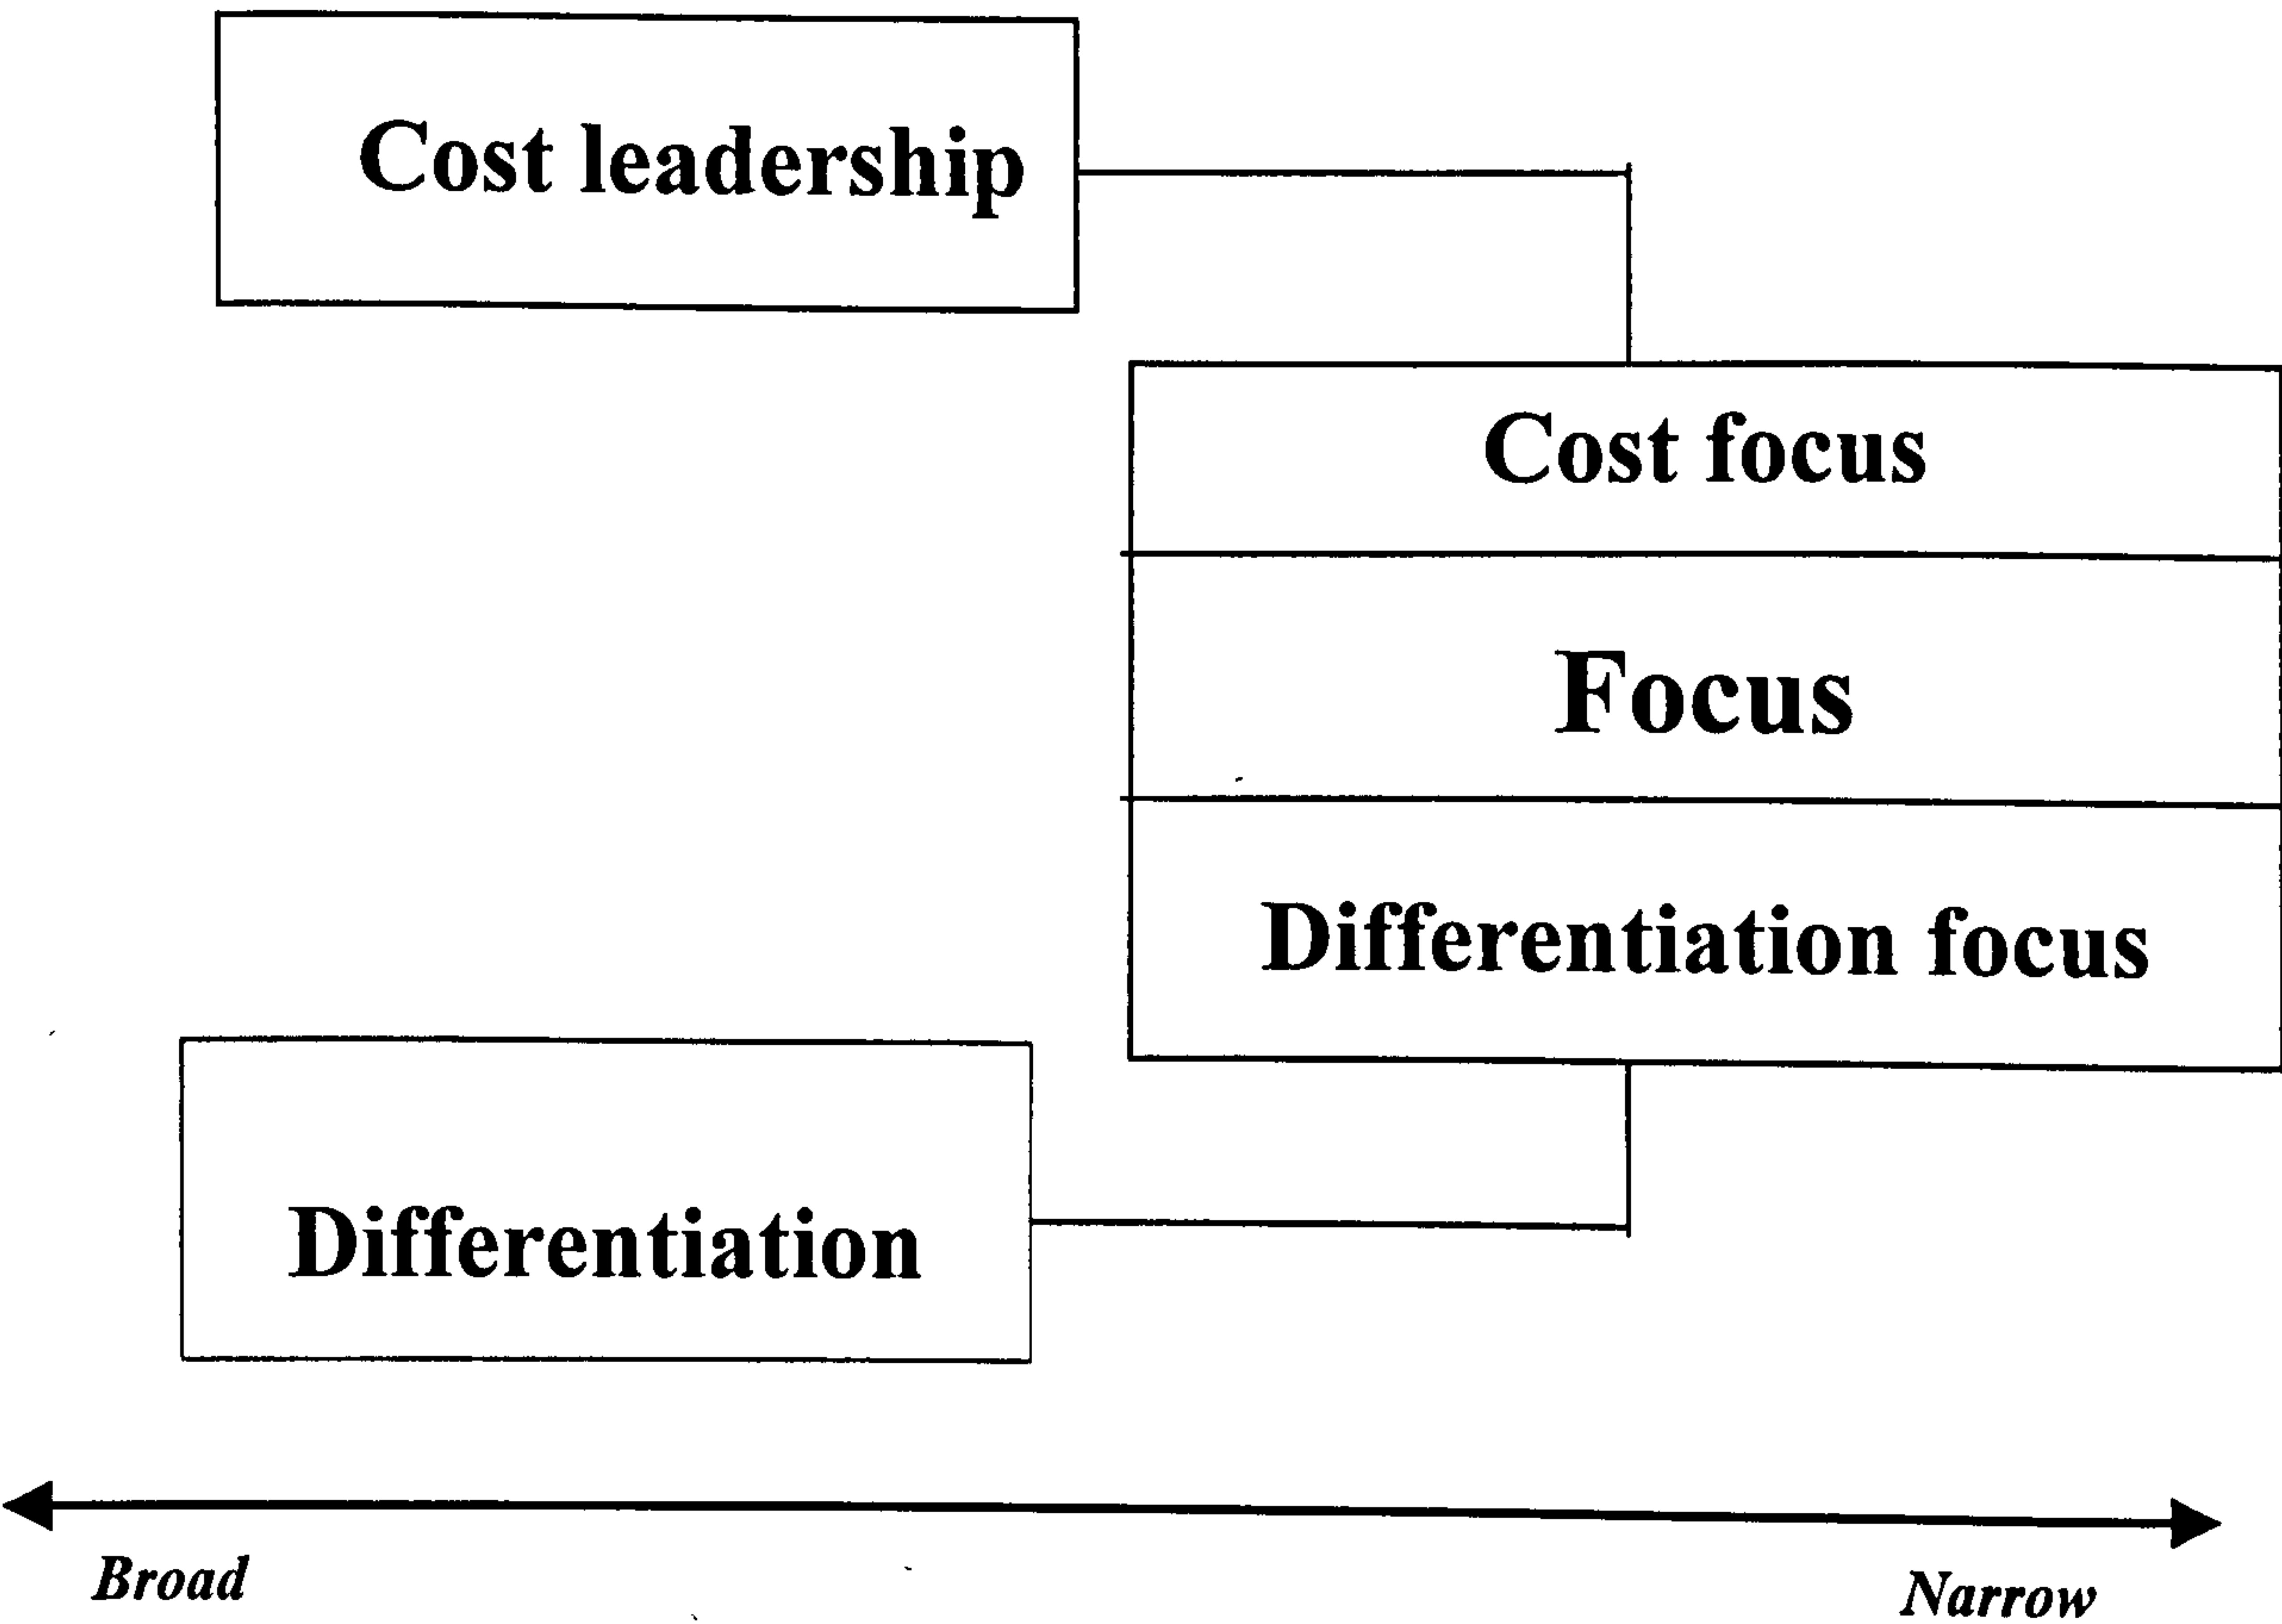 Cost leadership
Cost focus
Focus
Differentiation focus
Differentiation
Broad
Narrow